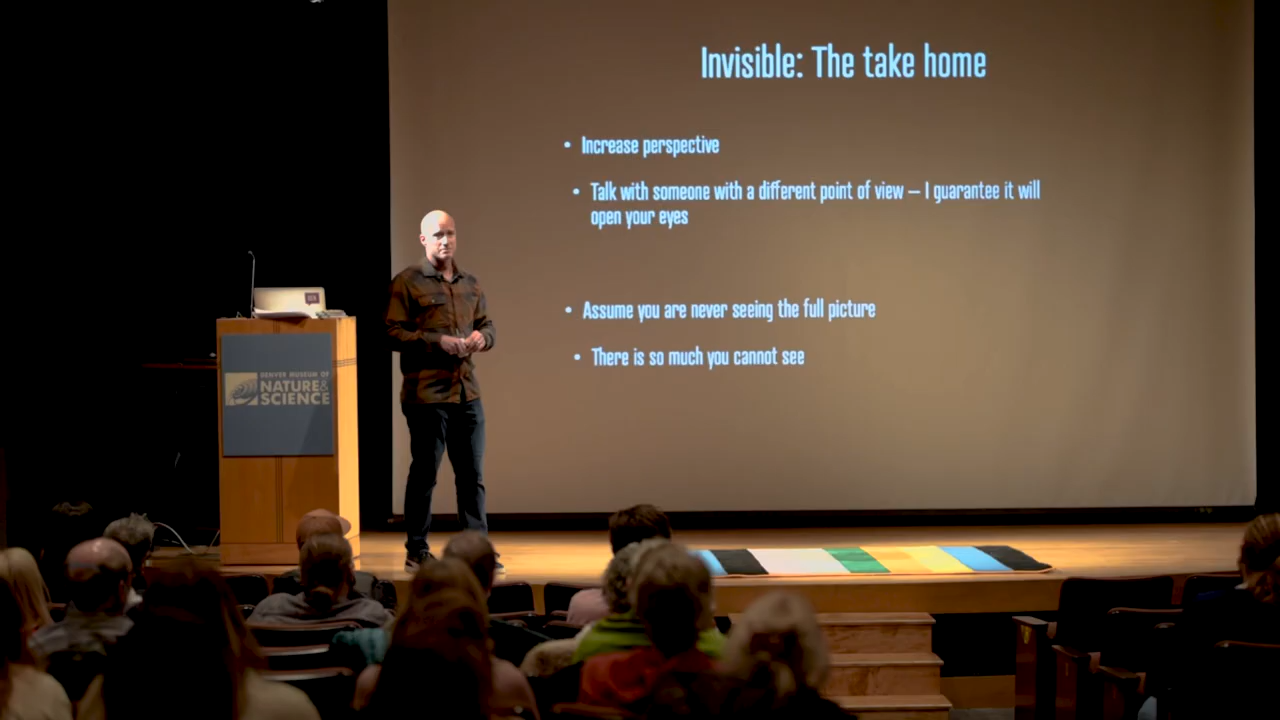 Invisible: The take home
• Increase perspective
• Talk with someone with a different point of view – I guarantee it will
open your eyes
• Assume you are never seeing the full picture
• There is so much you cannot see
DENVER MUSEUM OF
NATURE &
SCIENCE